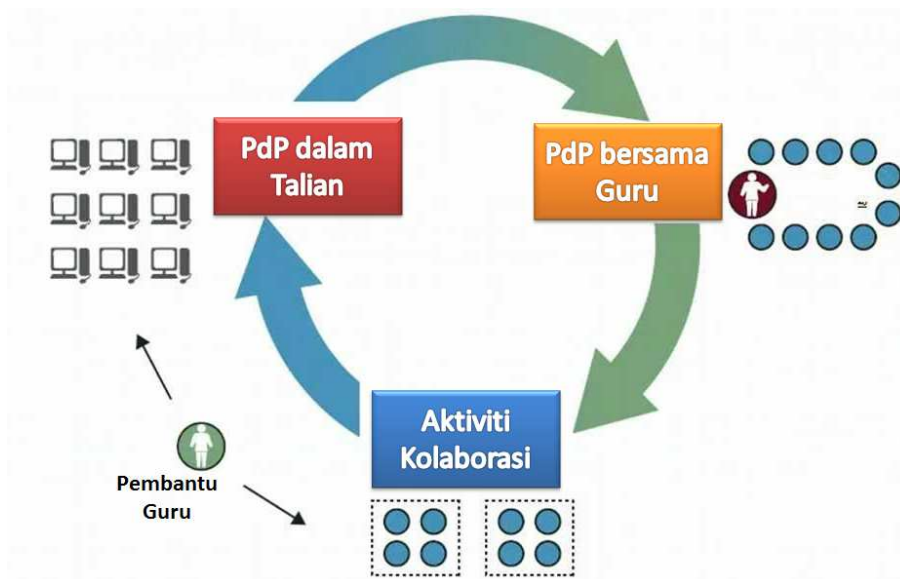 PdP dalam
Talian
PdP bersama
Guru
Aktiviti
Kolaborasi
Pembantu
Guru